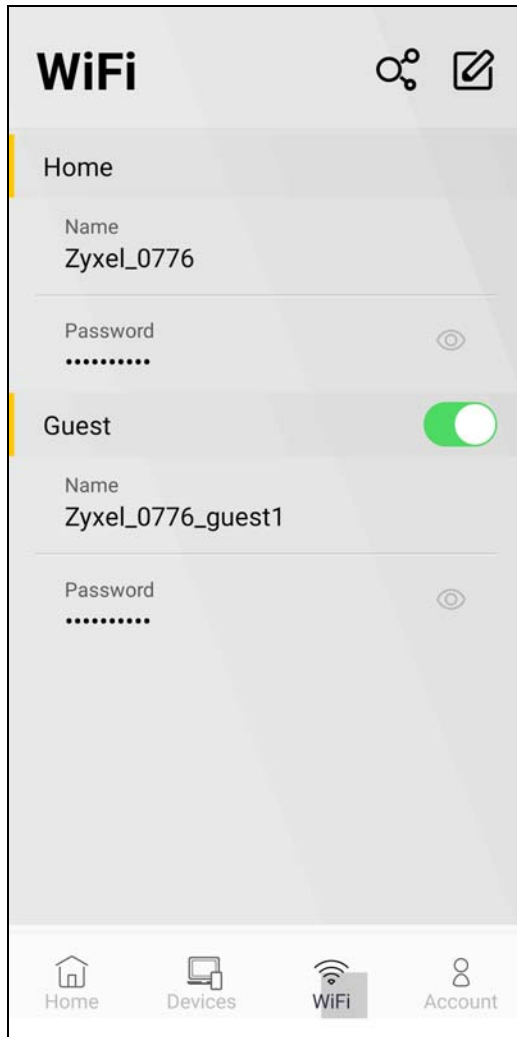 WiFi
Home
Name
Zyxel_0776
Password
••••••••••
Guest
Name
Zyxel_0776_guest1
Password
••••••••••
Home Devices WiFi Account